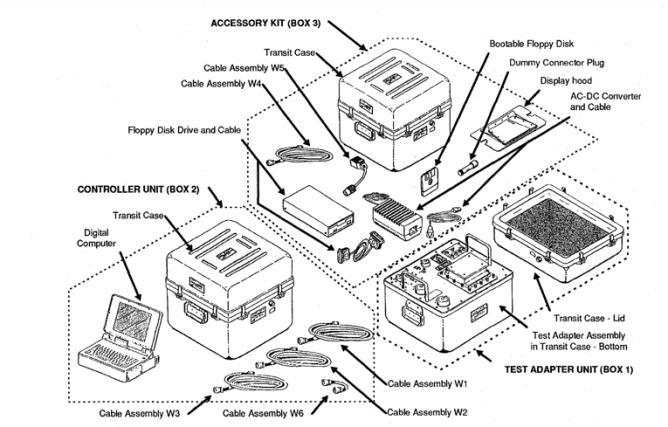 ACCESSORY KIT (BOX 3)
Transit Case
Cable Assembly W5
Cable Assembly W4
Floppy Disk Drive and Cable
Bootable Floppy Disk
Dummy Connector Plug
Display hood
AC-DC Converter
and Cable
CONTROLLER UNIT (BOX 2)
Transit Case
Digital
Computer
Transit Case - Lid
Test Adapter Assembly
in Transit Case - Bottom
TEST ADAPTER UNIT (BOX 1)
Cable Assembly W1
Cable Assembly W3
Cable Assembly W6
Cable Assembly W2